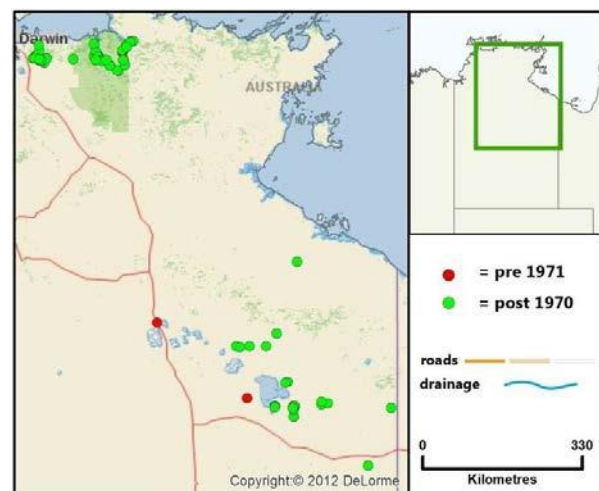 Darwin
AUSTRALIA
Copyright:© 2012 DeLorme
= pre 1971
= post 1970
roads
drainage
0 330
Kilometres